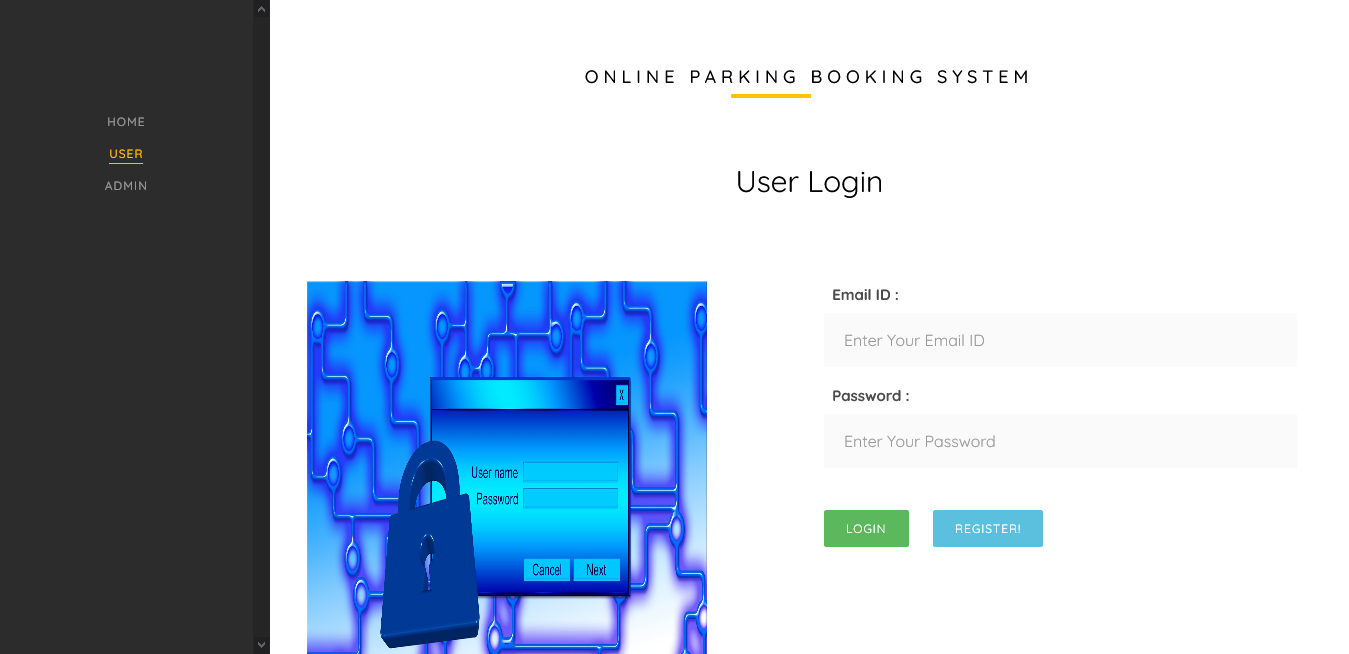 HOME
USER
ADMIN
ONLINE PARKING BOOKING SYSTEM
User Login
X
User name
Password
Cancel Next
Email ID :
Enter Your Email ID
Password :
Enter Your Password
LOGIN REGISTER!